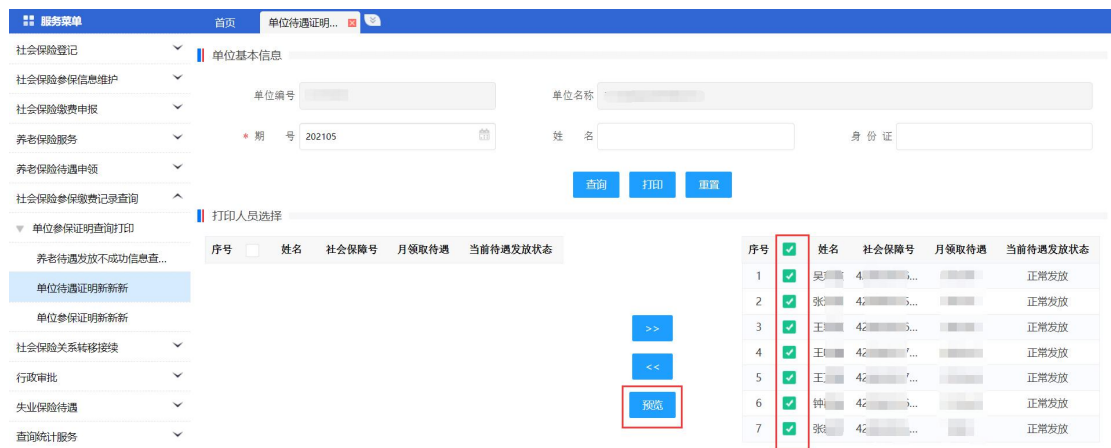 服务菜单
首页
单位待遇证明...
社会保险登记
社会保险参保信息维护
社会保险缴费申报
养老保险服务
养老保险待遇申领
社会保险参保缴费记录查询
单位参保证明查询打印
养老待遇发放不成功信息查...
单位待遇证明新新新
单位参保证明新新新
社会保险关系转移接续
行政审批
失业保险待遇
查询统计服务
单位基本信息
单位编号
单位名称
* 期 号 202105
姓 名
身 份 证
查询 打印 重置
打印人员选择
序号 姓名 社会保障号 月领取待遇 当前待遇发放状态
>>
<<
预览
序号 姓名 社会保障号 月领取待遇 当前待遇发放状态
1 正常发放
2 张 42 正常发放
3 王 42 正常发放
4 王 42 正常发放
5 王 42 正常发放
6 钟 42 正常发放
7 张 42 正常发放